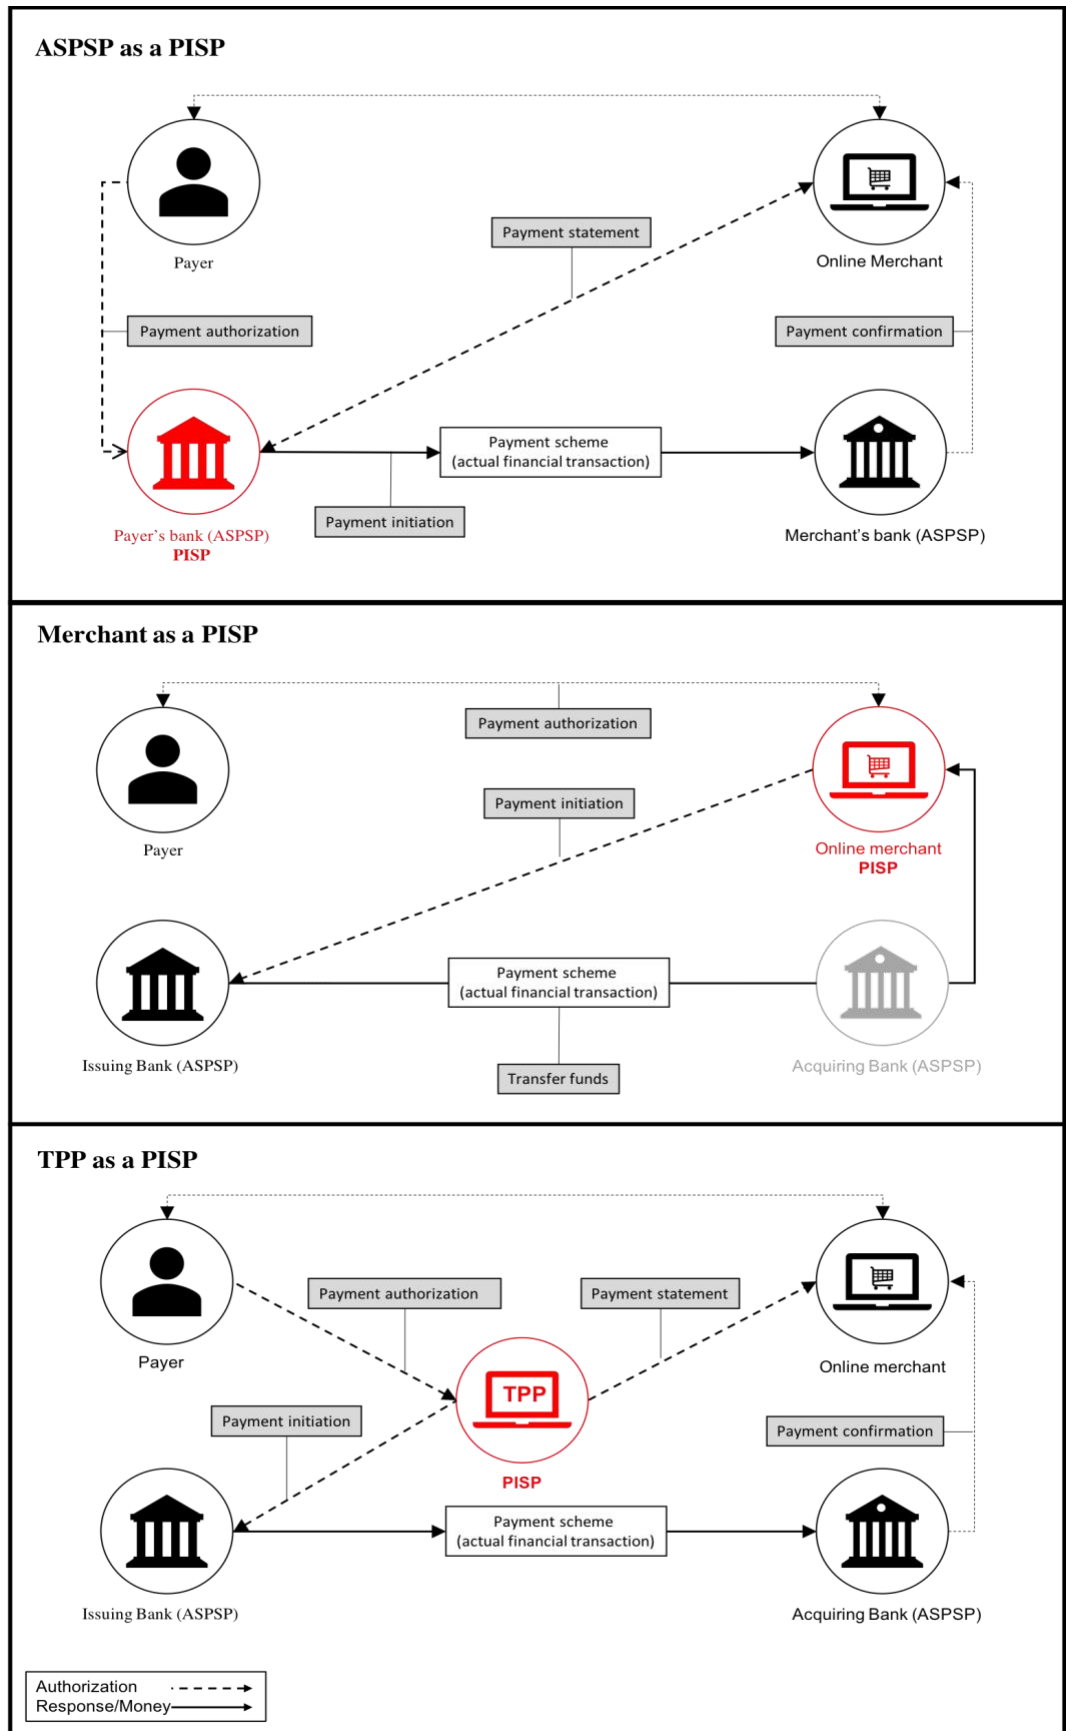 ASPSP as a PISP
Payment statement
Payer
Online Merchant
Payment authorization
Payment confirmation
Payment scheme
(actual financial transaction)
Payment initiation
Payer's bank (ASPSP)
PISP
Merchant's bank (ASPSP)
Merchant as a PISP
Payment authorization
Payment initiation
Payer
Online merchant
PISP
Payment scheme
(actual financial transaction)
Issuing Bank (ASPSP)
Transfer funds
Acquiring Bank (ASPSP)
TPP as a PISP
Payment authorization
Payment statement
Payer
Online merchant
TPP
Payment initiation
Payment confirmation
PISP
Payment scheme
(actual financial transaction)
Issuing Bank (ASPSP)
Acquiring Bank (ASPSP)
Authorization
Response/Money